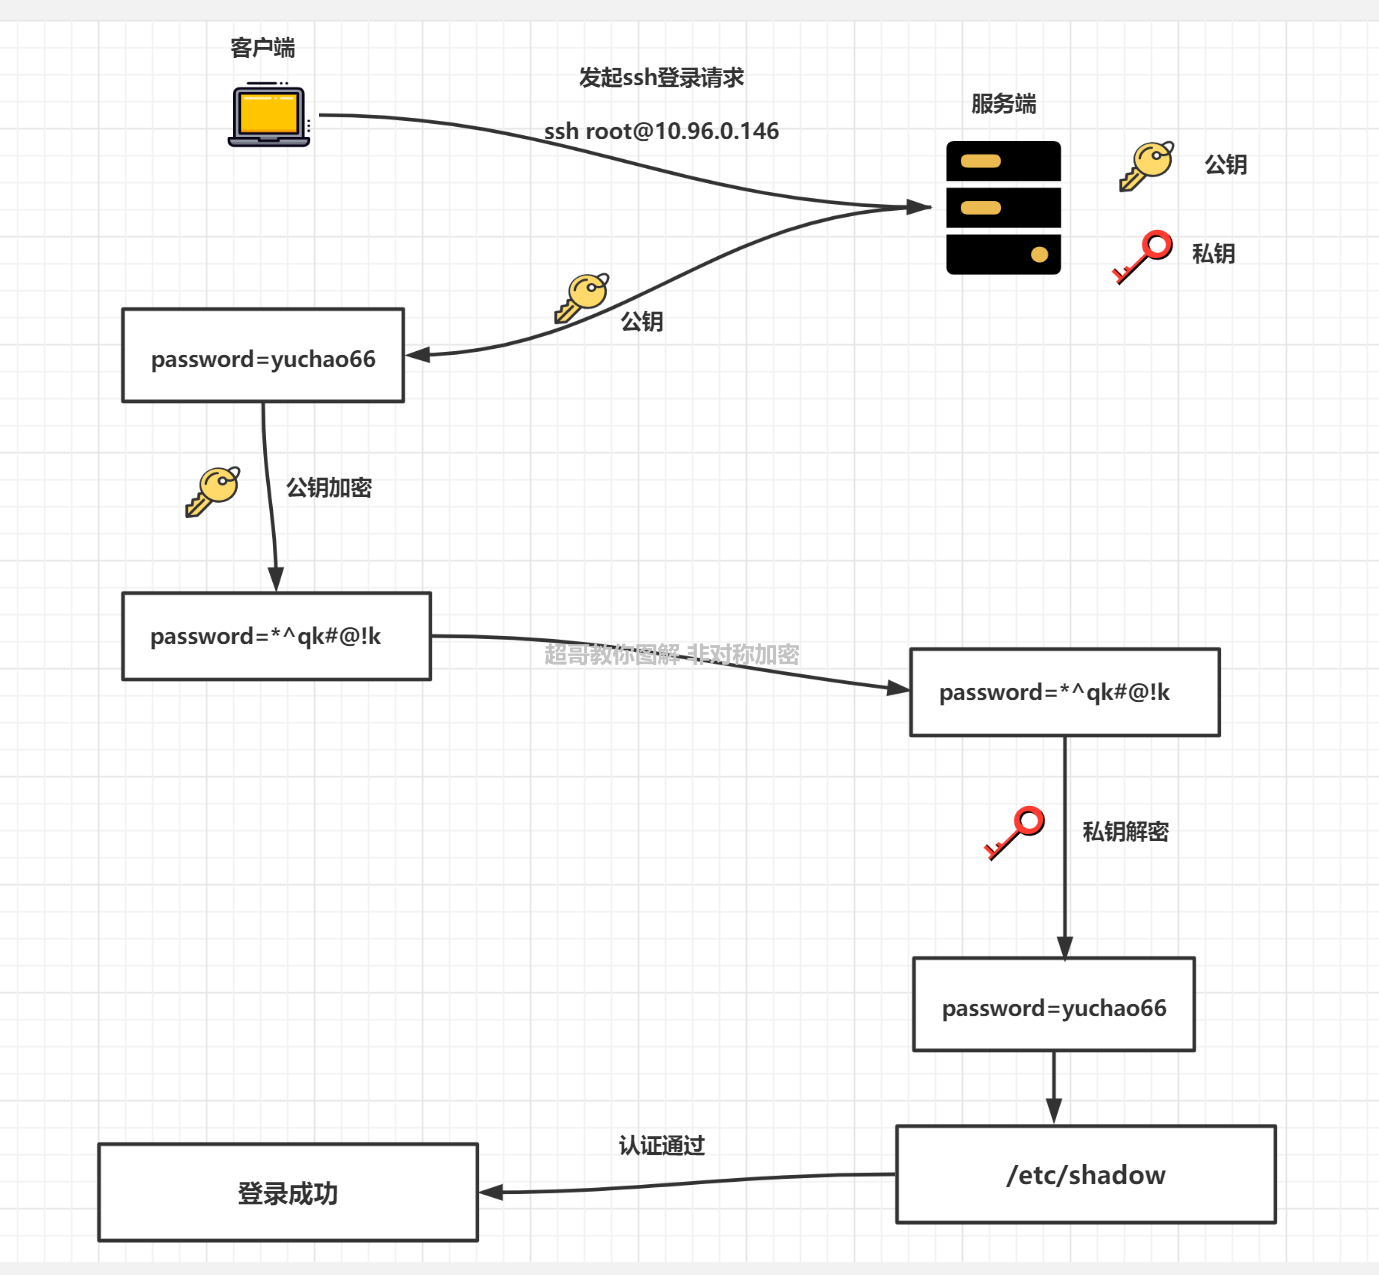 客户端
发起ssh登录请求
ssh root@10.96.0.146
服务端
公钥
私钥
公钥
password=yuchao66
公钥加密
password=*^qk#@!k
超哥教你图解 非对称加密
password=*^qk#@!k
私钥解密
password=yuchao66
/etc/shadow
认证通过
登录成功